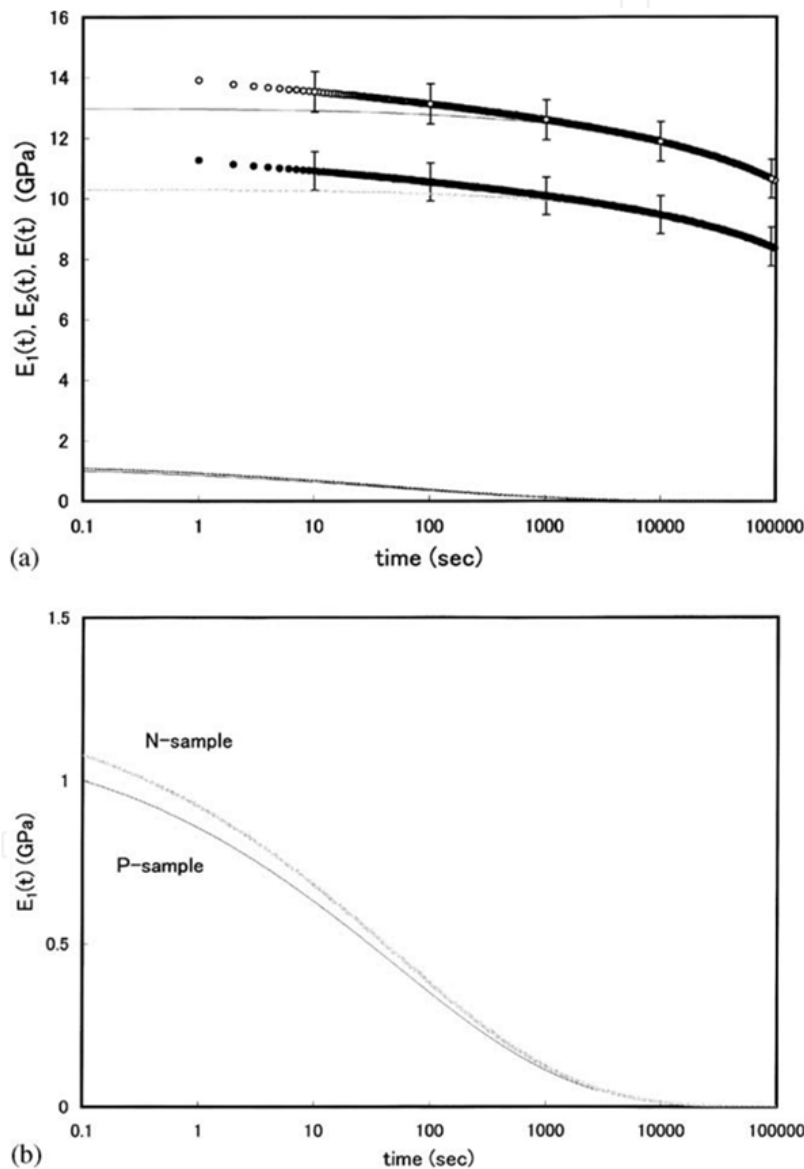 16
14
12
10
8
6
4
2
0
E₁(t), E₂(t), E(t) (GPa)
0.1 1 10 100 1000 10000 100000
time (sec)
(a)
1.5
1
0.5
0
E₁(t) (GPa)
N-sample
P-sample
0.1 1 10 100 1000 10000 100000
time (sec)
(b)